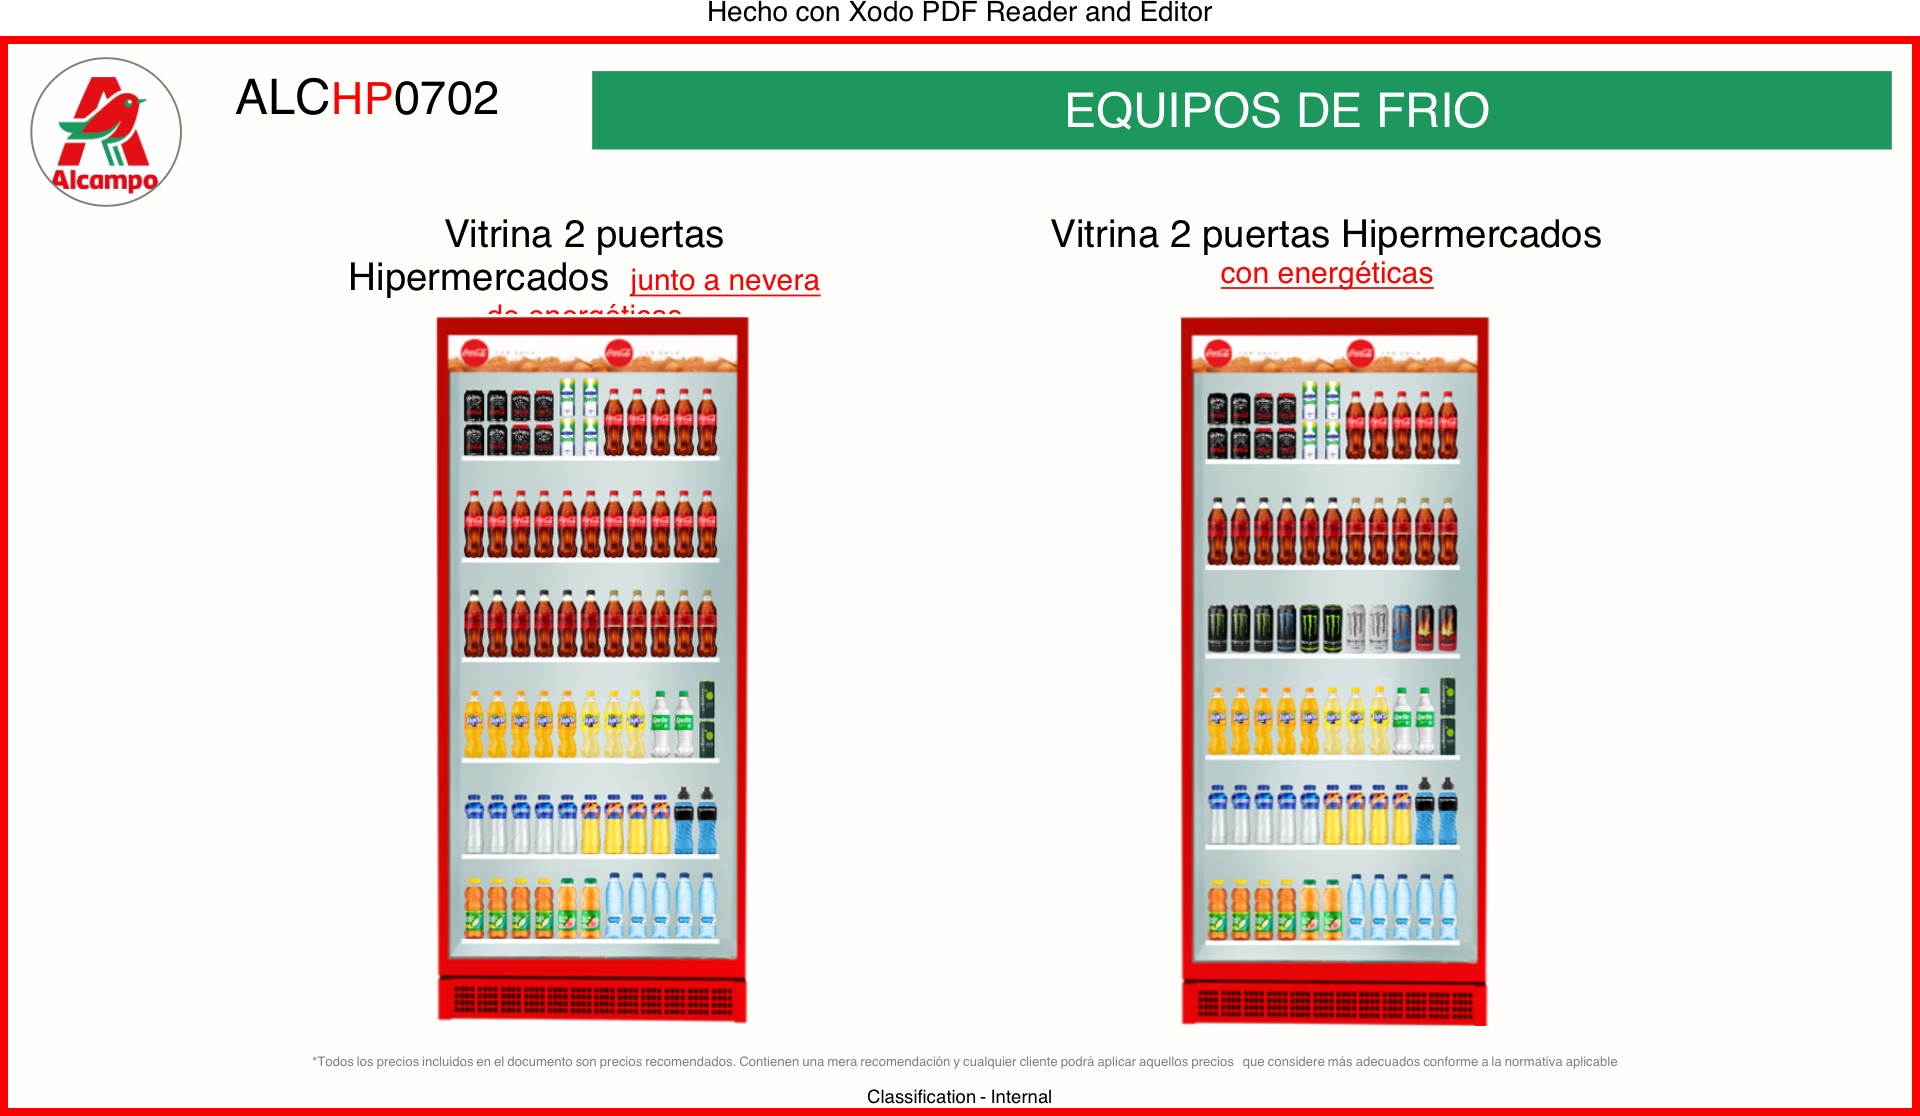 Hecho con Xodo PDF Reader and Editor
Alcampo
ALCHP0702
EQUIPOS DE FRIO
Vitrina 2 puertas
Hipermercados junto a nevera
de energéticas
Vitrina 2 puertas Hipermercados
con energéticas
*Todos los precios incluidos en el documento son precios recomendados. Contienen una mera recomendación y cualquier cliente podrá aplicar aquellos precios que considere más adecuados conforme a la normativa aplicable
Classification - Internal